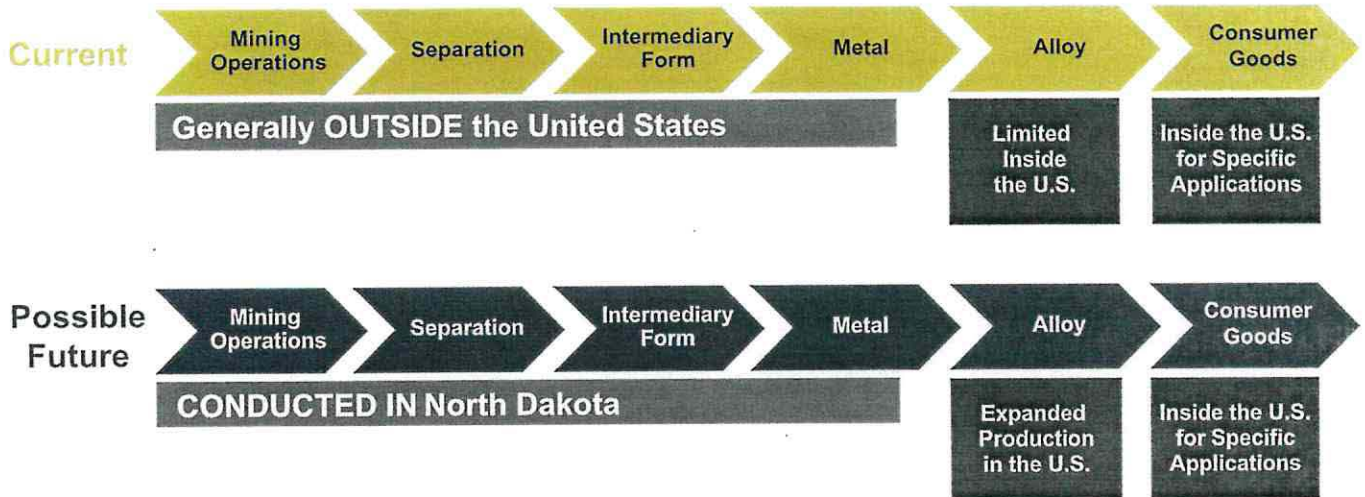 Current
Mining
Operations
Separation
Intermediary
Form
Metal
Alloy
Consumer
Goods
Generally OUTSIDE the United States
Limited
Inside
the U.S.
Inside the U.S.
for Specific
Applications
Possible
Future
Mining
Operations
Separation
Intermediary
Form
Metal
Alloy
Consumer
Goods
CONDUCTED IN North Dakota
Expanded
Production
in the U.S.
Inside the U.S.
for Specific
Applications